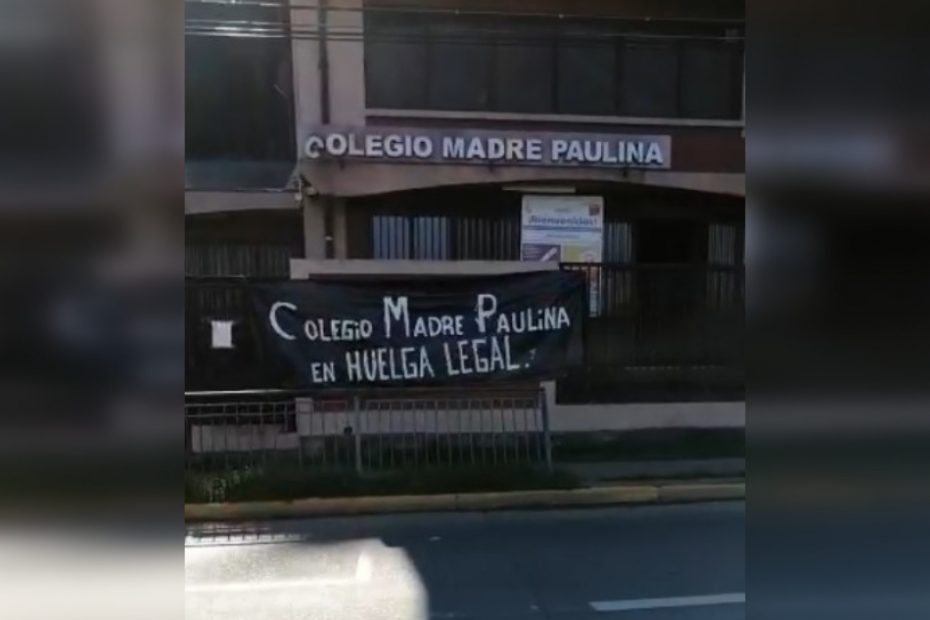 COLEGIO MADRE PAULINA
¡Bienvenidos!
COLEGIO MADRE PAULINA
EN HUELGA LEGAL.